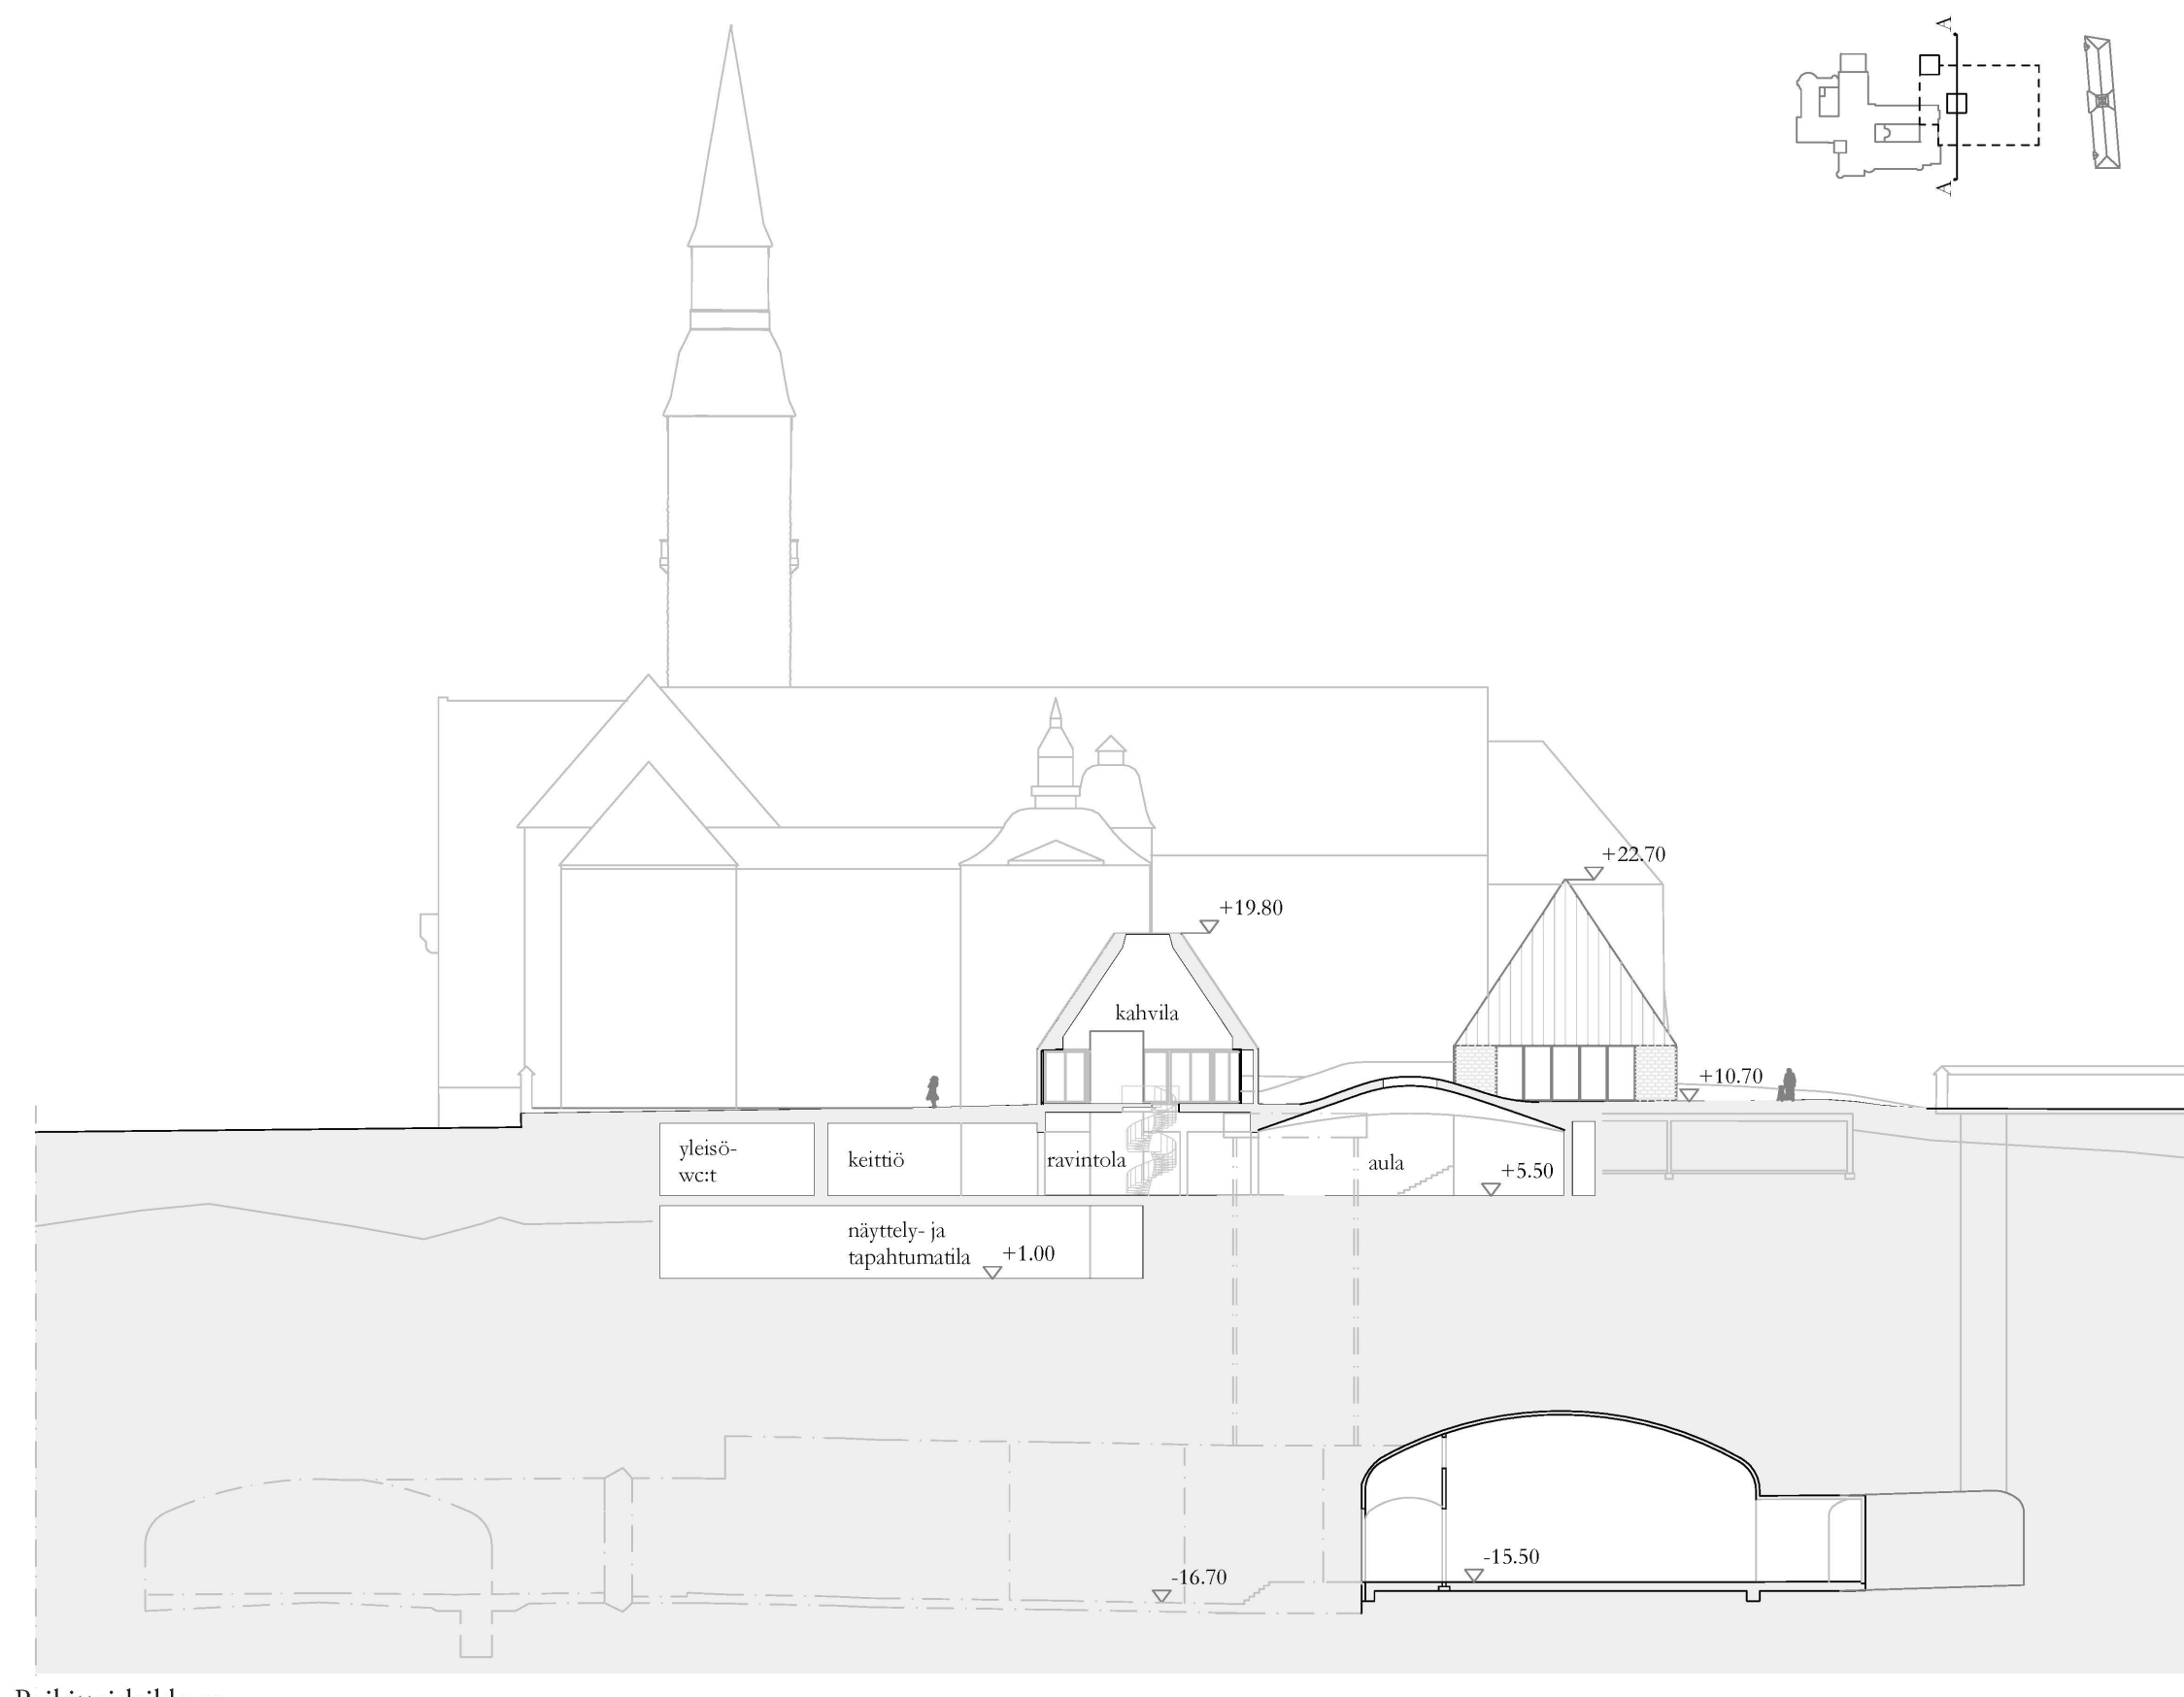 A
A
+22.70
+19.80
kahvila
+10.70
yleisö-
wc:t
keittiö
ravintola
aula
+5.50
näyttely- ja
tapahtumatila
+1.00
-15.50
-16.70